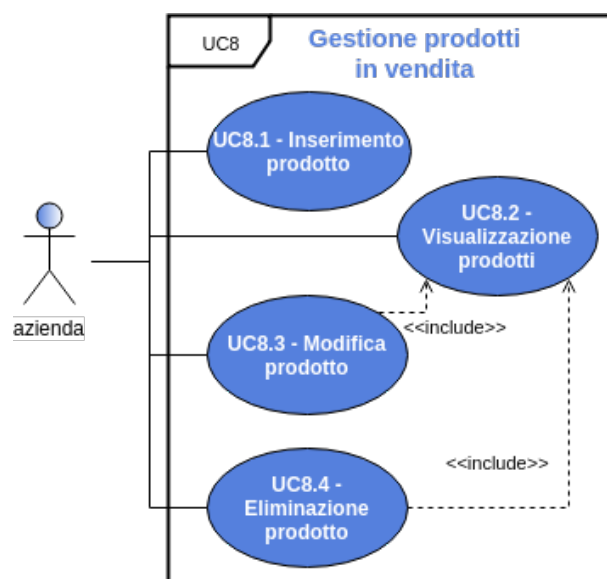 UC8
Gestione prodotti
in vendita
UC8.1 - Inserimento
prodotto
UC8.2 -
Visualizzazione
prodotti
azienda
<<include>>
UC8.3 - Modifica
prodotto
<<include>>
UC8.4 -
Eliminazione
prodotto